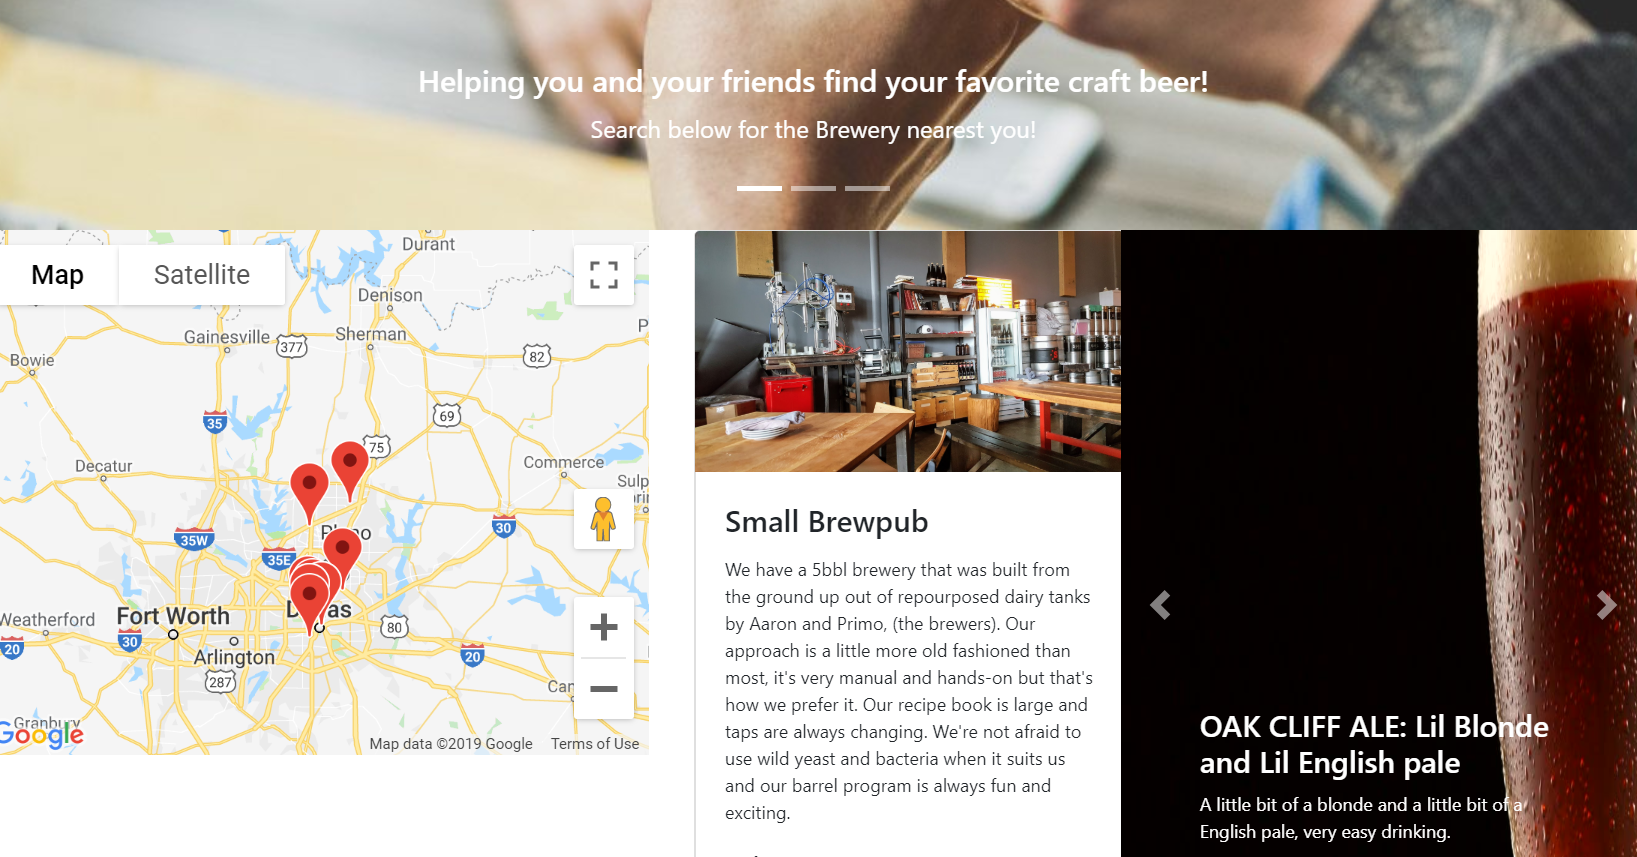 Helping you and your friends find your favorite craft beer!
Search below for the Brewery nearest you!
Map
Satellite
Durant
Denison
Gainesville
377
Sherman
P
Bowie
82
35
69
75
Decatur
Commerce
Sulp
35W
30
35E
Weatherford
Fort Worth
80
30
20
Arlington
20
287
Can
Granbury
Google
Map data ©2019 Google
Terms of Use
Small Brewpub
We have a 5bbl brewery that was built from
the ground up out of repourposed dairy tanks
by Aaron and Primo, (the brewers). Our
approach is a little more old fashioned than
most, it's very manual and hands-on but that's
how we prefer it. Our recipe book is large and
taps are always changing. We're not afraid to
use wild yeast and bacteria when it suits us
and our barrel program is always fun and
exciting.
OAK CLIFF ALE: Lil Blonde
and Lil English pale
A little bit of a blonde and a little bit of a
English pale, very easy drinking.